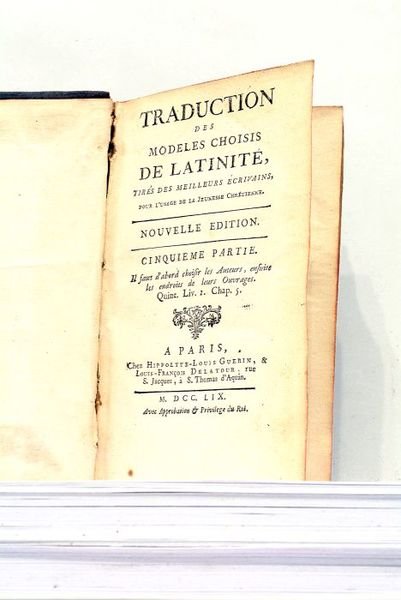 TRADUCTION
DES
MODELES CHOISIS
DE LATINITÉ,
TIRÉS DES MEILLEURS ÉCRIVAINS,
POUR L'USAGE DE LA JEUNESSE CHRÉTIENNE.
NOUVELLE EDITION.
CINQUIEME PARTIE.
Il faut d'abord choisir les Auteurs, ensuite
les endroits de leurs Ouvrages.
Quint. Liv. 2. Chap. 5.
A PARIS,
Chez HIPPOLYTE-LOUIS GUERIN, &
LOUIS-FRANÇOIS DELATOUR, rue
S. Jacques, à S. Thomas d'Aquin.
M. DCC. LIX.
Avec Approbation & Privilege du Roi.